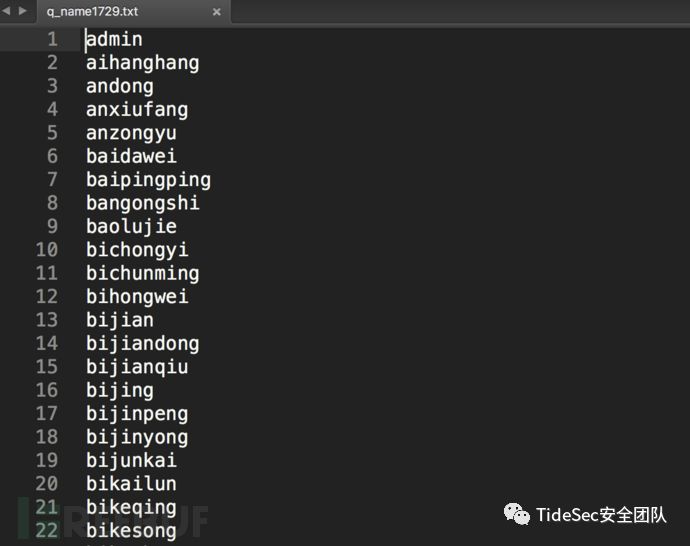 q_name1729.txt
1 admin
2 aihanghang
3 andong
4 anxiufang
5 anzongyu
6 baidawei
7 baipingping
8 bangongshi
9 baolujie
10 bichongyi
11 bichunming
12 bihongwei
13 bijian
14 bijiandong
15 bijianqiu
16 bijing
17 bijinpeng
18 bijinyong
19 bijunkai
20 bikailun
21 bikeqing
22 bikesong
TideSec安全团队